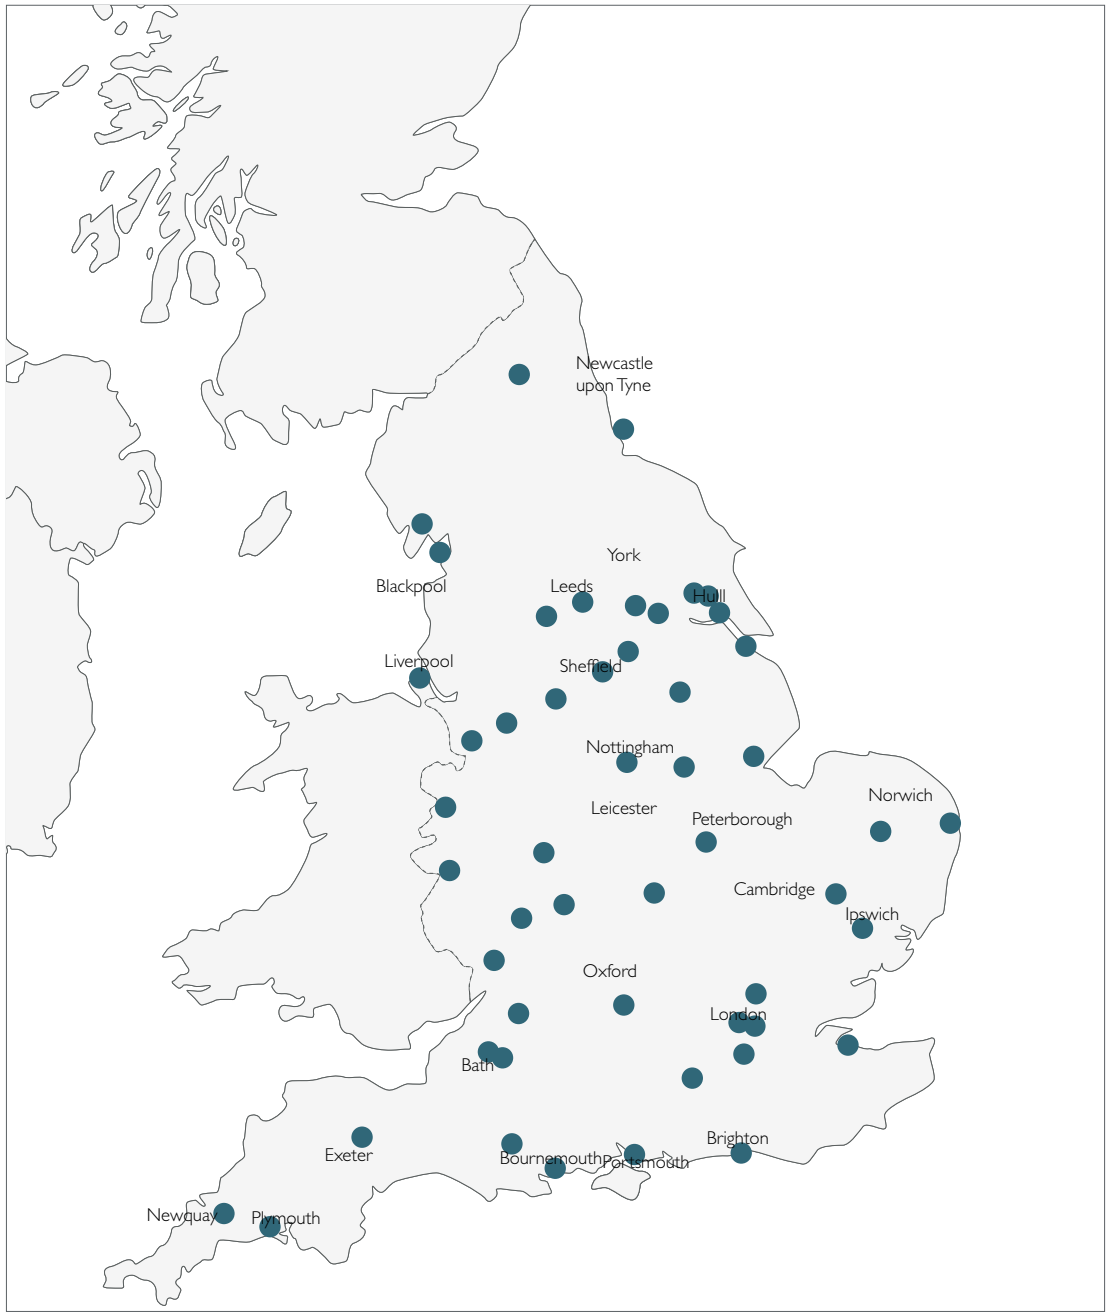 Newcastle
upon Tyne
York
Blackpool
Leeds
Hull
Liverpool
Sheffield
Nottingham
Norwich
Leicester
Peterborough
Cambridge
Ipswich
Oxford
London
Bath
Brighton
Exeter
Bournemouth
Portsmouth
Newquay
Plymouth